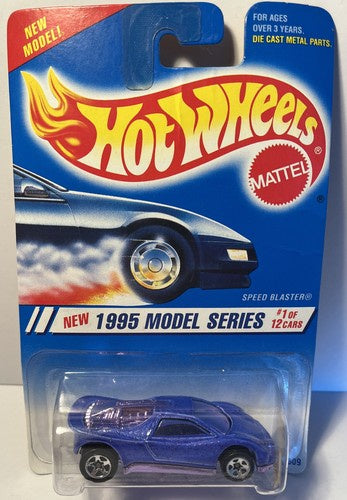 NEW
MODEL!
FOR AGES
OVER 3 YEARS.
DIE CAST METAL PARTS.
HOT WHEELS
®
MATTEL
®
SPEED BLASTER®
NEW 1995 MODEL SERIES #1 OF
12 CARS